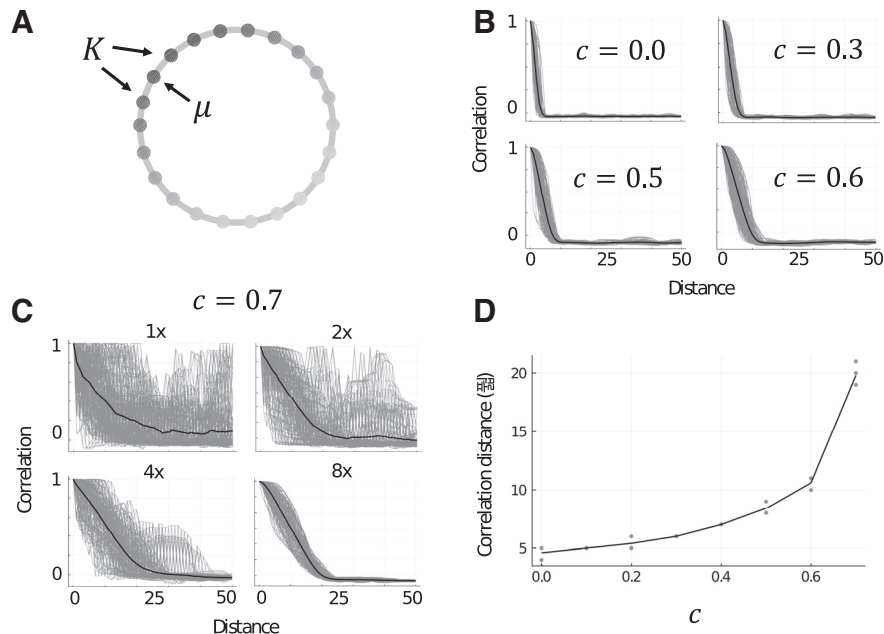 A
K
μ
B
c = 0.0
c = 0.3
c = 0.5
c = 0.6
Correlation
1
0
1
0
0
25
50
0
25
50
Distance
C
c = 0.7
1x
2x
4x
8x
Correlation
1
0
1
0
0
25
50
0
25
50
Distance
D
Correlation distance (
20
15
10
5
0.0
0.2
0.4
0.6
c